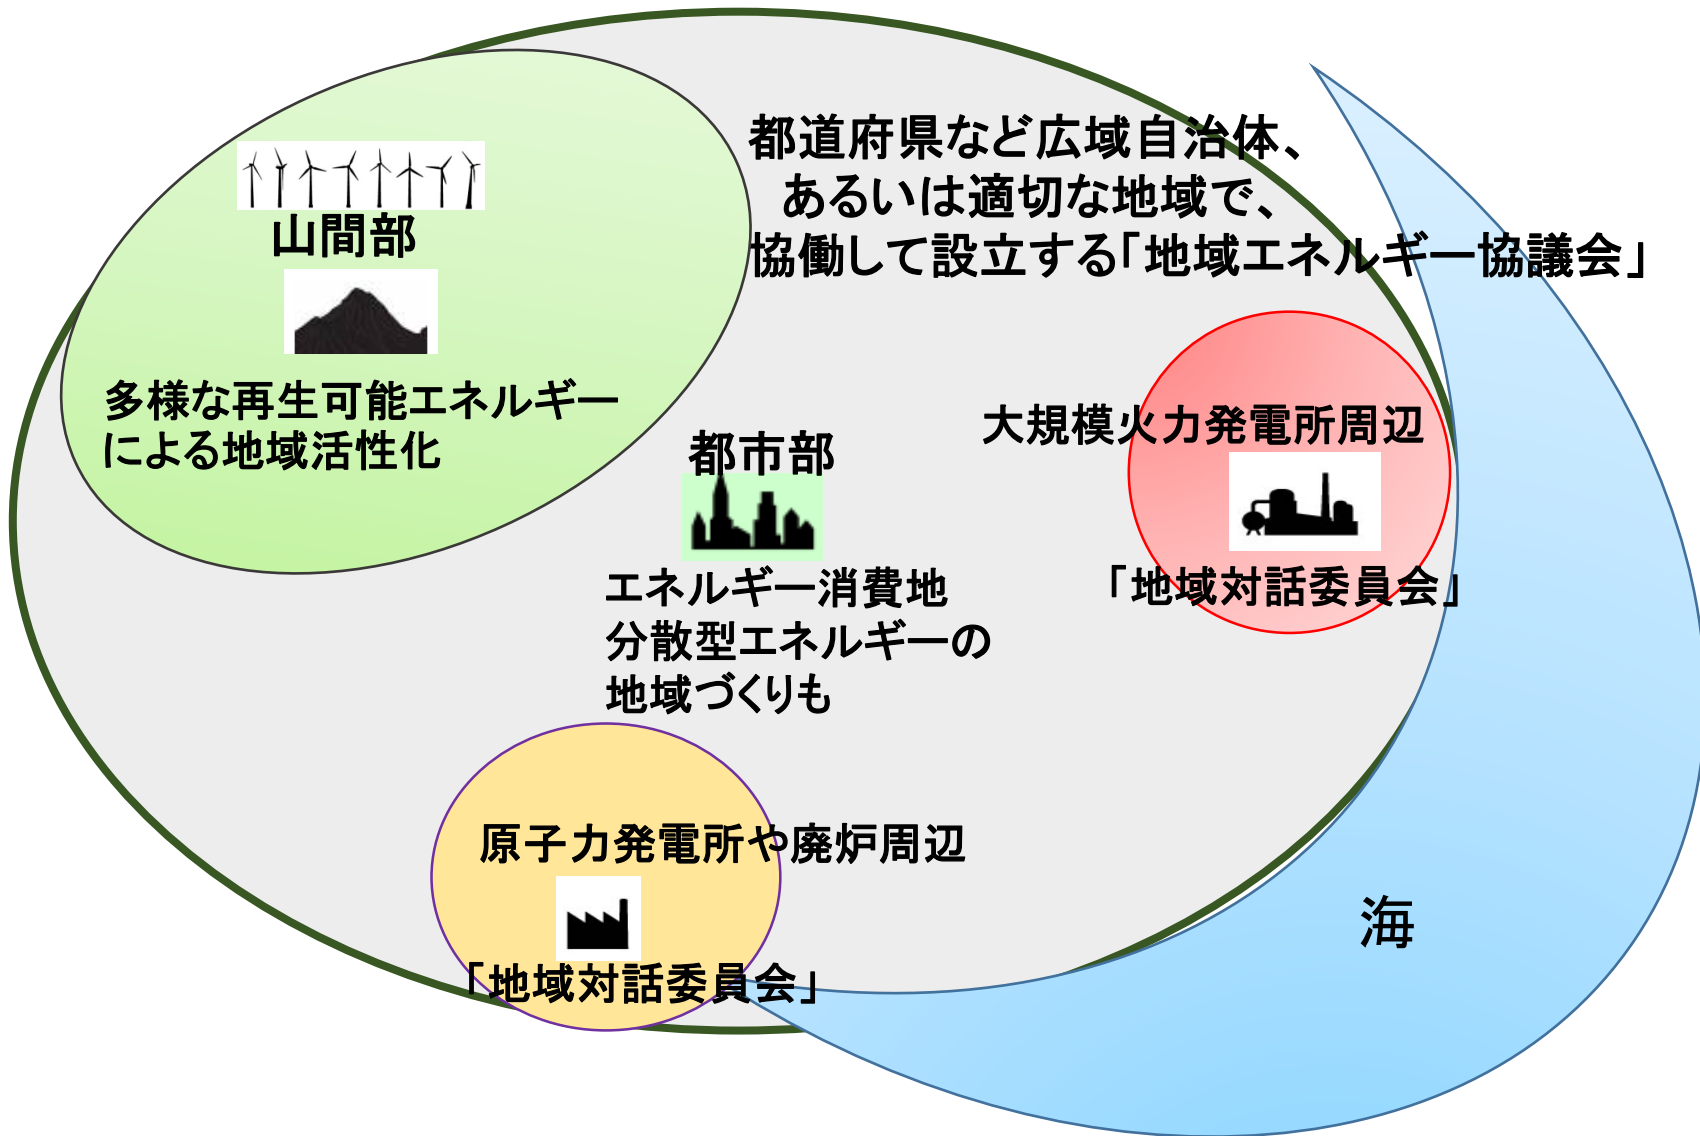 都道府県など広域自治体、
あるいは適切な地域で、
協働して設立する「地域エネルギー協議会」
山間部
多様な再生可能エネルギー
による地域活性化
都市部
エネルギー消費地
分散型エネルギーの
地域づくりも
大規模火力発電所周辺
「地域対話委員会」
原子力発電所や廃炉周辺
「地域対話委員会」
海